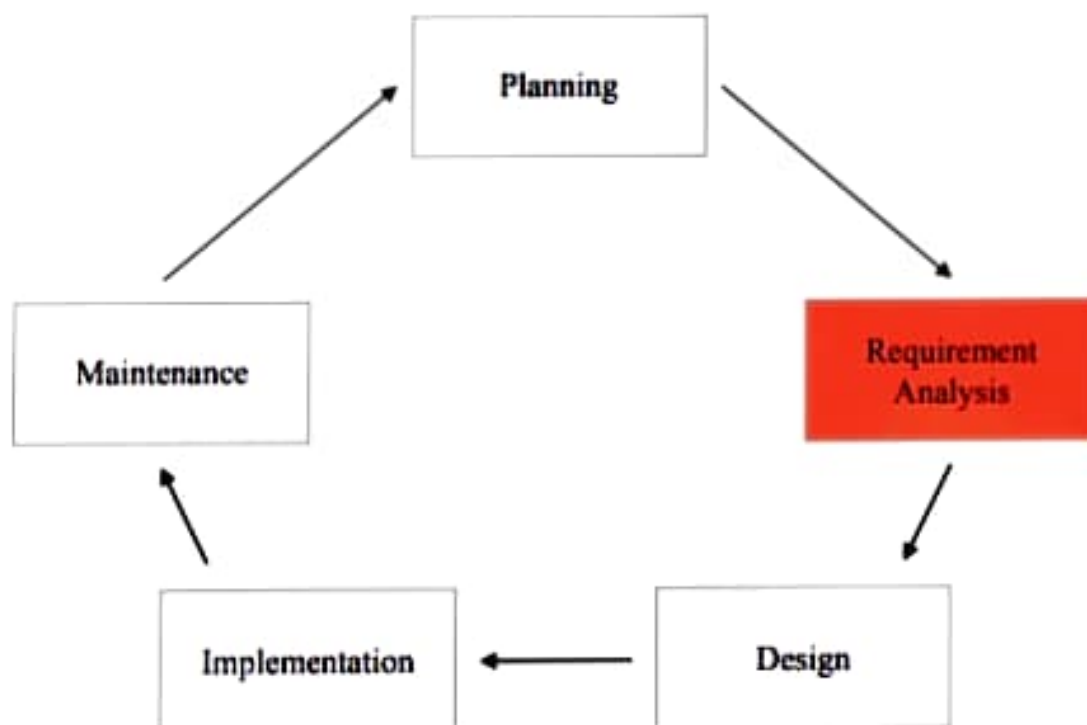 Planning
Requirement
Analysis
Maintenance
Implementation
Design